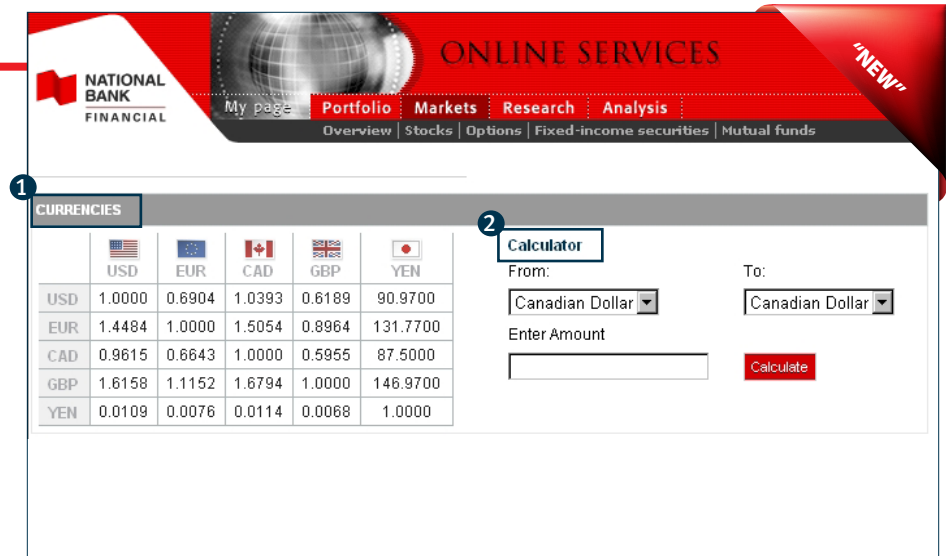 ONLINE SERVICES
"NEW"
NATIONAL
BANK
FINANCIAL
My page Portfolio Markets Research Analysis
Overview | Stocks | Options | Fixed-income securities | Mutual funds
1
CURRENCIES
2
USD EUR CAD GBP YEN
USD 1.0000 0.6904 1.0393 0.6189 90.9700
EUR 1.4484 1.0000 1.5054 0.8964 131.7700
CAD 0.9615 0.6643 1.0000 0.5955 87.5000
GBP 1.6158 1.1152 1.6794 1.0000 146.9700
YEN 0.0109 0.0076 0.0114 0.0068 1.0000
Calculator
From: To:
Canadian Dollar Canadian Dollar
Enter Amount
Calculate